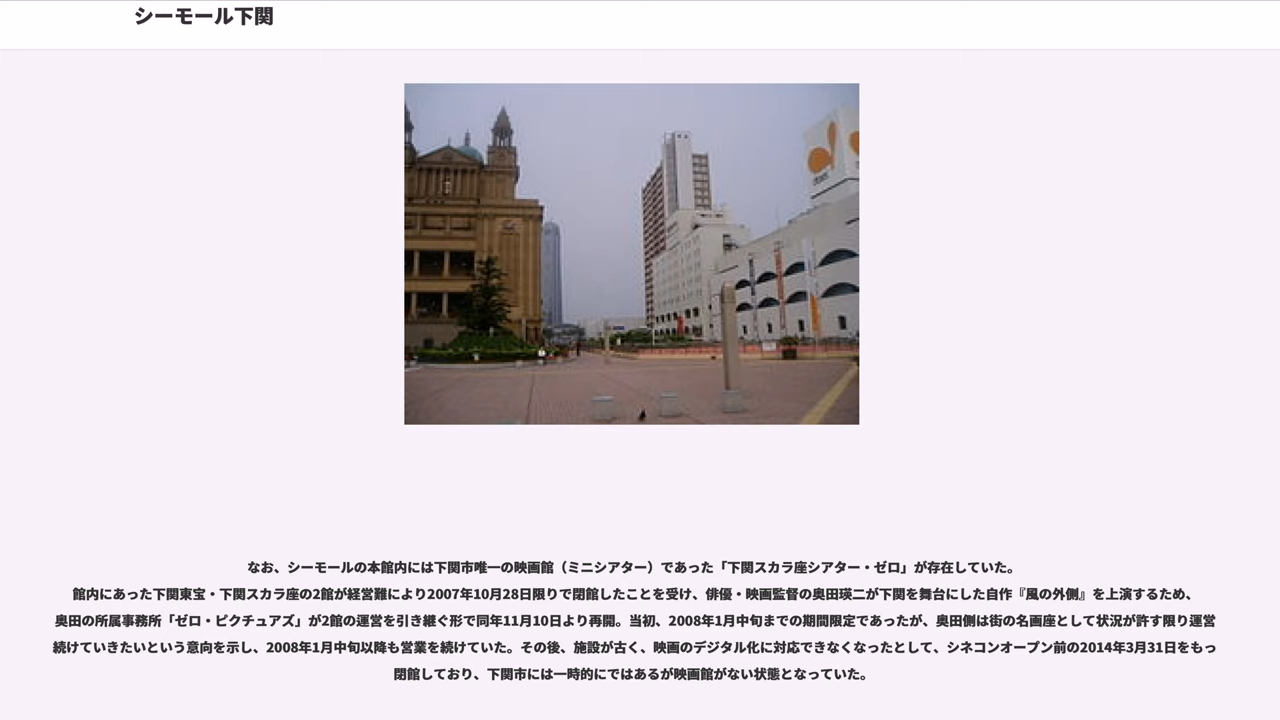 シーモール下関
なお、シーモールの本館内には下関市唯一の映画館（ミニシアター）であった「下関スカラ座シアター・ゼロ」が存在していた。
館内にあった下関東宝・下関スカラ座の2館が経営難により2007年10月28日限りで閉館したことを受け、俳優・映画監督の奥田瑛二が下関を舞台にした自作『風の外側』を上演するため、
奥田の所属事務所「ゼロ・ピクチュアズ」が2館の運営を引き継ぐ形で同年11月10日より再開。当初、2008年1月中旬までの期間限定であったが、奥田側は街の名画座として状況が許す限り運営
続けていきたいという意向を示し、2008年1月中旬以降も営業を続けていた。その後、施設が古く、映画のデジタル化に対応できなくなったとして、シネコンオープン前の2014年3月31日をもっ
閉館しており、下関市には一時的にではあるが映画館がない状態となっていた。